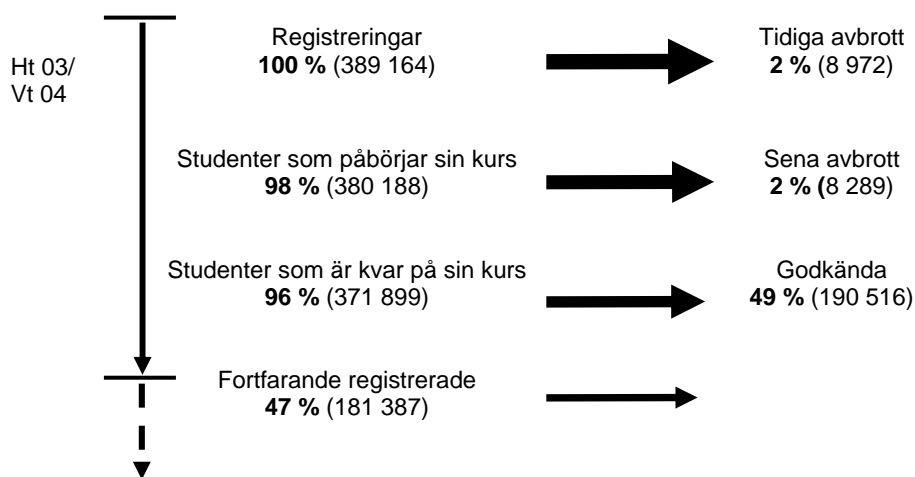 Ht 03/
Vt 04
Registreringar
100 % (389 164)
Tidiga avbrott
2 % (8 972)
Studenter som påbörjar sin kurs
98 % (380 188)
Sena avbrott
2 % (8 289)
Studenter som är kvar på sin kurs
96 % (371 899)
Godkända
49 % (190 516)
Fortfarande registrerade
47 % (181 387)